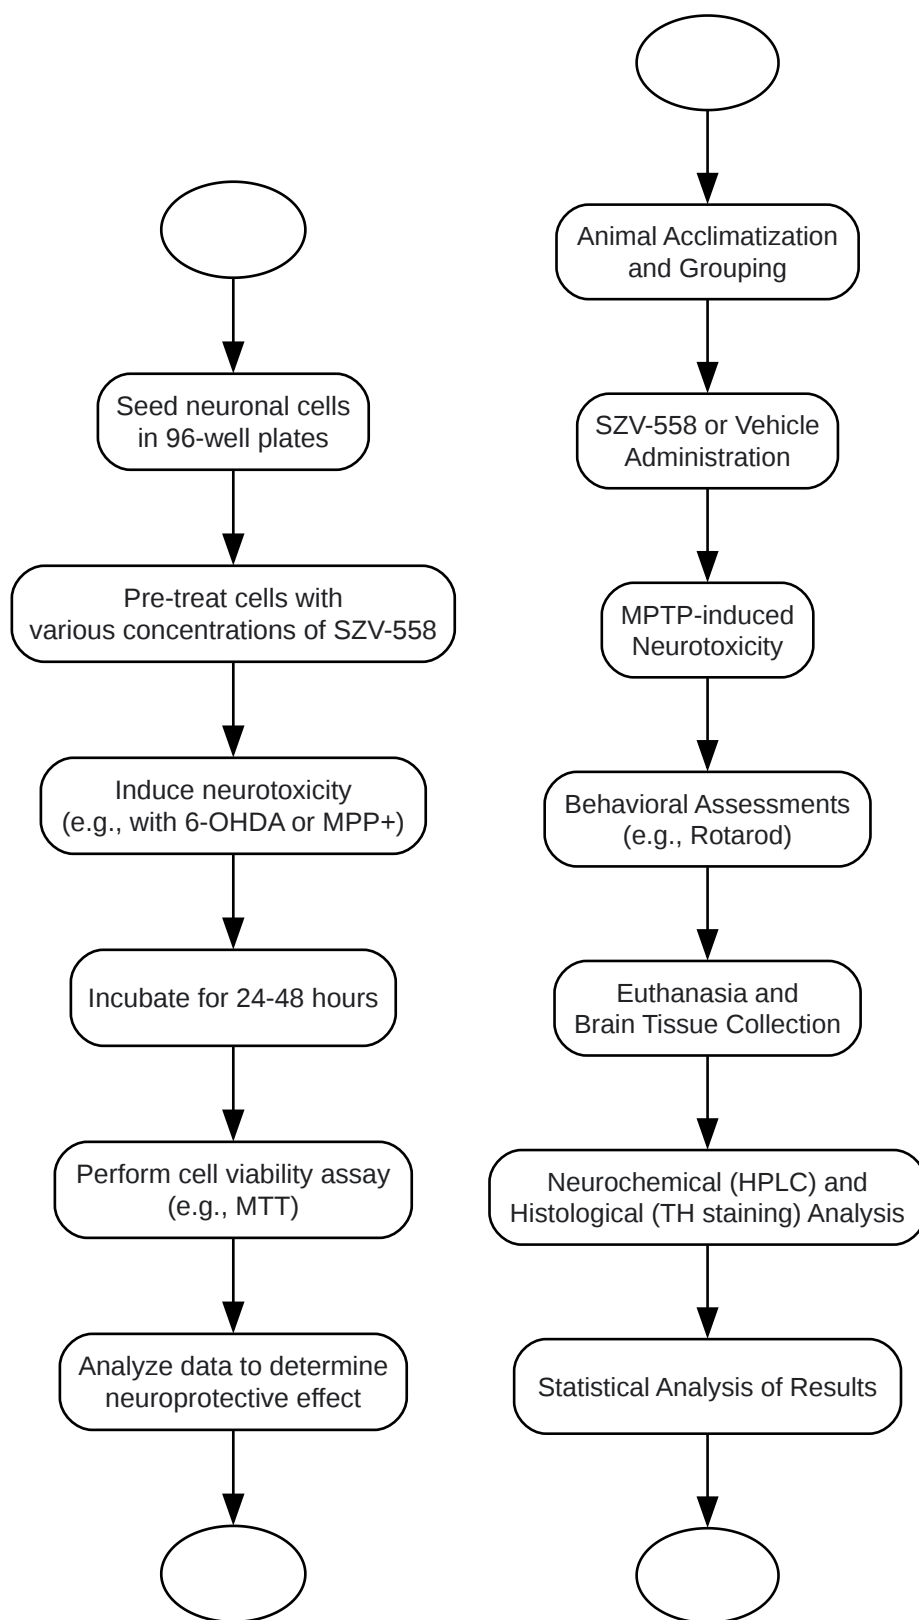 Seed neuronal cells
in 96-well plates
Pre-treat cells with
various concentrations of SZV-558
Induce neurotoxicity
(e.g., with 6-OHDA or MPP+)
Incubate for 24-48 hours
Perform cell viability assay
(e.g., MTT)
Analyze data to determine
neuroprotective effect
Animal Acclimatization
and Grouping
SZV-558 or Vehicle
Administration
MPTP-induced
Neurotoxicity
Behavioral Assessments
(e.g., Rotarod)
Euthanasia and
Brain Tissue Collection
Neurochemical (HPLC) and
Histological (TH staining) Analysis
Statistical Analysis of Results